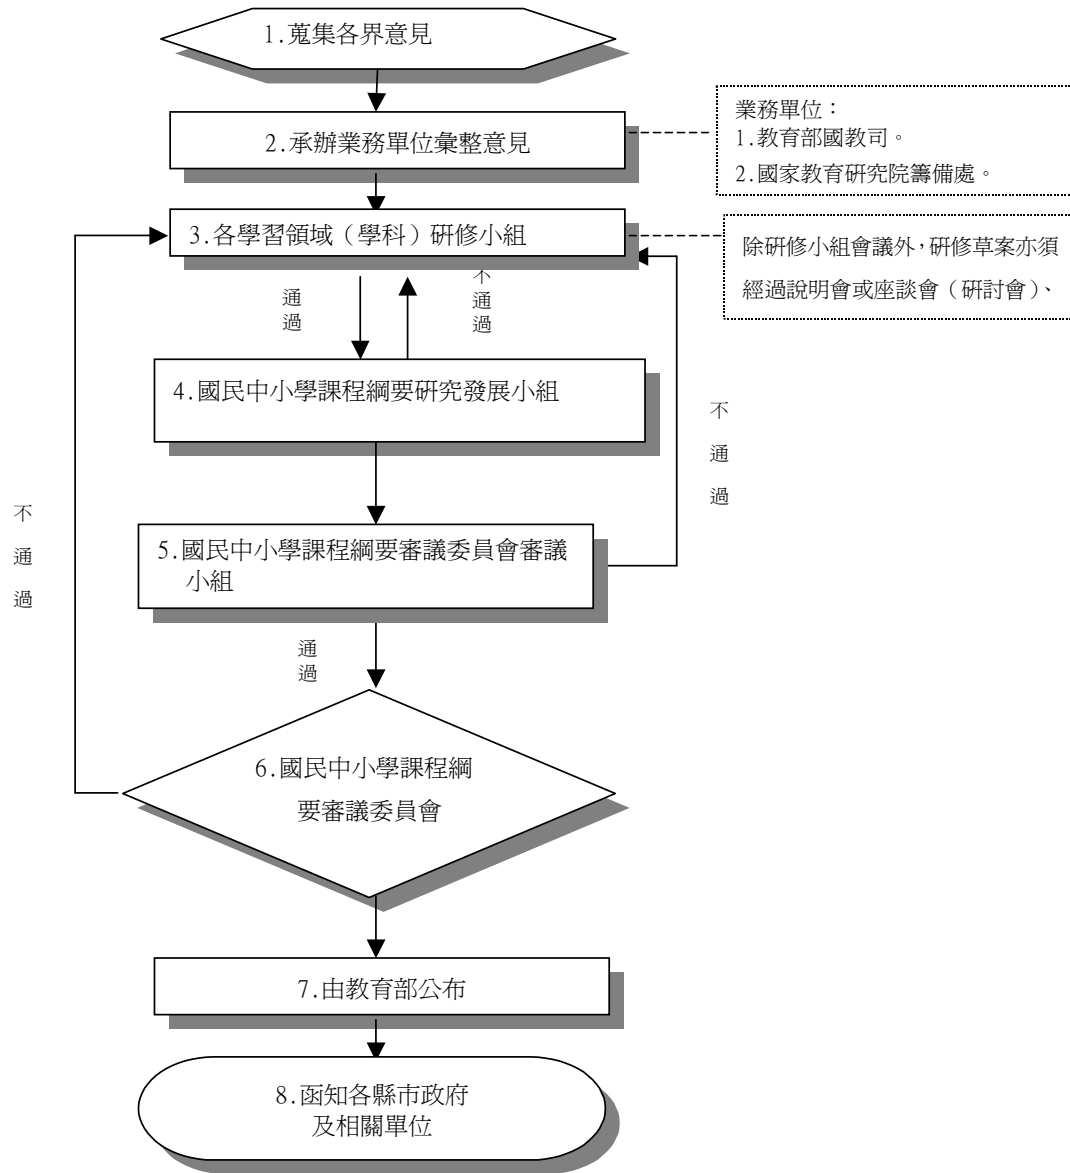 1.蒐集各界意見
2.承辦業務單位彙整意見
業務單位：
1.教育部國教司。
2.國家教育研究院籌備處。
3.各學習領域（學科）研修小組
除研修小組會議外，研修草案亦須
經過說明會或座談會（研討會）、
通過
不通過
4.國民中小學課程綱要研究發展小組
不通過
不通過
5.國民中小學課程綱要審議委員會審議
小組
通過
6.國民中小學課程綱
要審議委員會
7.由教育部公布
8.函知各縣市政府
及相關單位